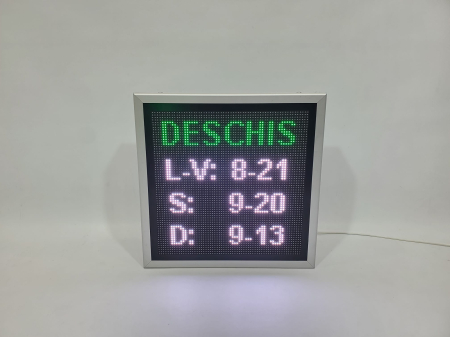 DESCHIS
L-V: 8-21
S: 9-20
D: 9-13